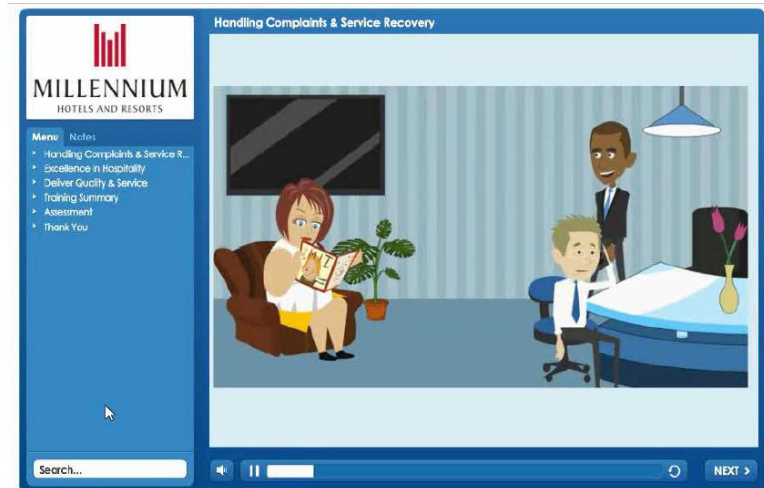 Handling Complaints & Service Recovery
MILLENNIUM
HOTELS AND RESORTS
Menu Notes
Handling Complaints & Service R...
Excellence in Hospitality
Deliver Quality & Service
Training Summary
Assessment
Thank You
Search...
NEXT >